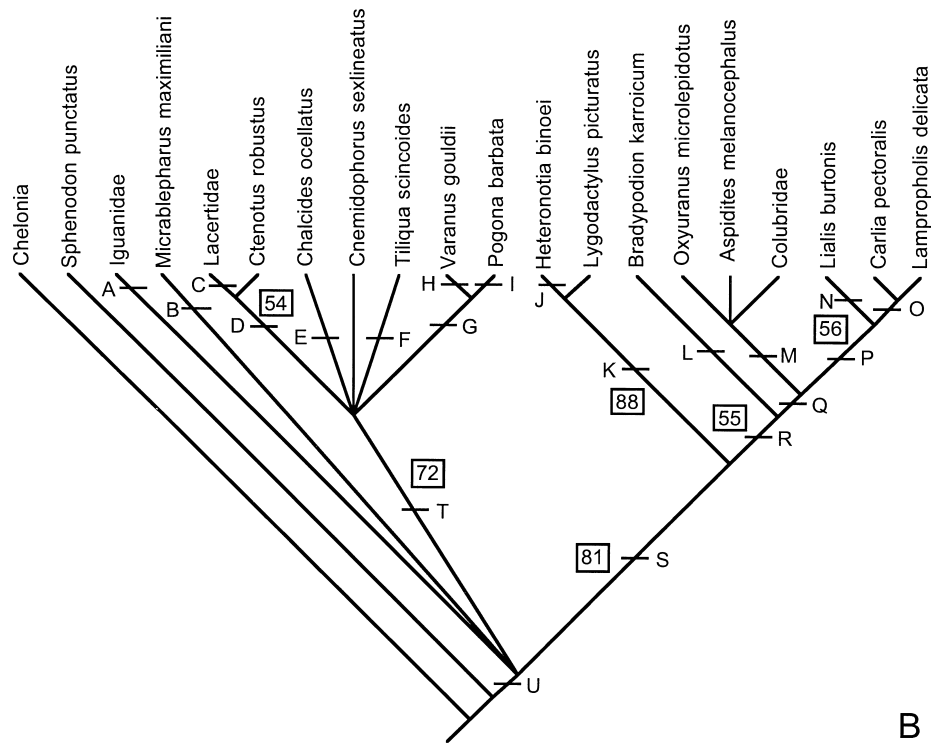 Chelonia
Sphenodon punctatus
Iguanidae
Micrablepharus maximiliani
Lacertidae
Ctenotus robustus
Chalcides ocellatus
Cnemidophorus sexlineatus
Tiliqua scincoides
Varanus gouldii
Pogona barbata
Heteronotia binoei
Lygodactylus picturatus
Bradypodion karroicum
Oxyuranus microlepidotus
Aspidites melanocephalus
Colubridae
Lialis burtonis
Carlia pectoralis
Lampropholis delicata
A
B
C
D
54
E
F
G
H
I
J
K
88
L
M
N
O
56
P
Q
55
R
72
T
81
S
U
B